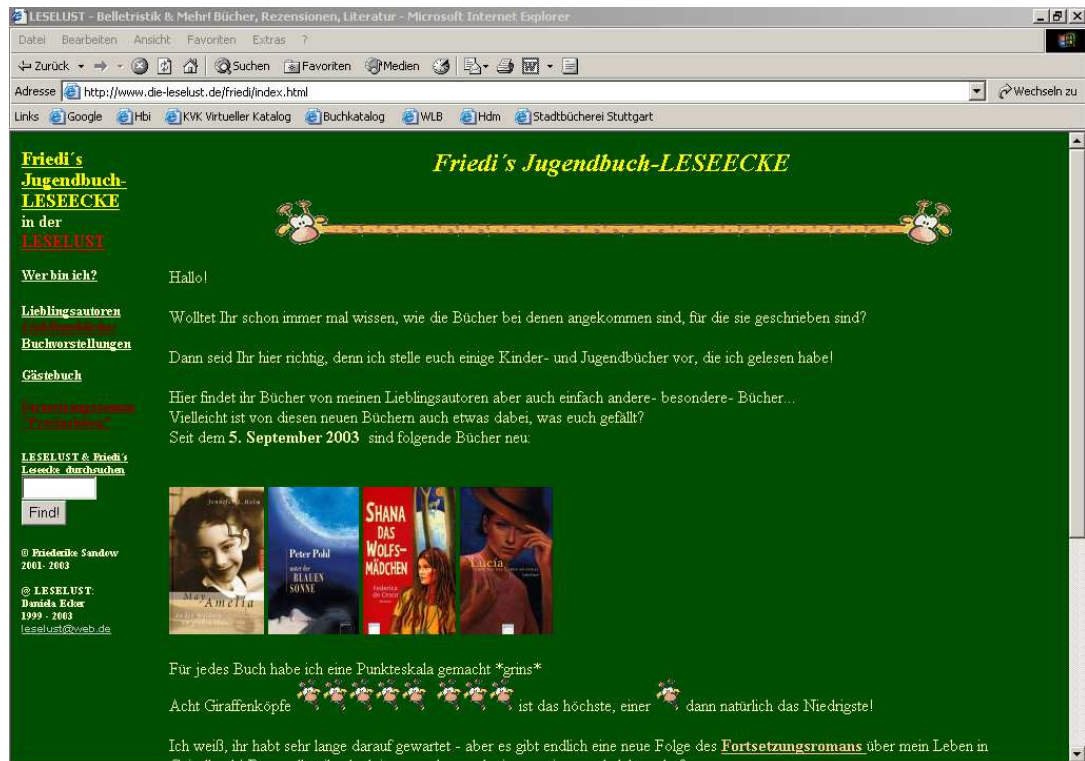 LESELUST - Belletristik & Mehr! Bücher, Rezensionen, Literatur - Microsoft Internet Explorer
Datei Bearbeiten Ansicht Favoriten Extras ?
Zurück Suchen Favoriten Medien
Adresse http://www.die-leselust.de/friedi/index.html Wechseln zu
Links Google Hbi KVK Virtueller Katalog Buchkatalog WLB Hdm Stadtbücherei Stuttgart
Friedi´s
Jugendbuch-
LESEECKE
in der
LESELUST
Wer bin ich?
Lieblingsautoren
Buchvorstellungen
Gästebuch
LESELUST & Friedi's
Leseecke durchsuchen
Find!
© Friederike Sandow
2001- 2003
@ LESELUST:
Daniela Ecker
1999 - 2003
leselust@web.de
Friedi´s Jugendbuch-LESEECKE
Hallo!
Wolltet Ihr schon immer mal wissen, wie die Bücher bei denen angekommen sind, für die sie geschrieben sind?
Dann seid Ihr hier richtig, denn ich stelle euch einige Kinder- und Jugendbücher vor, die ich gelesen habe!
Hier findet ihr Bücher von meinen Lieblingsautoren aber auch einfach andere- besondere- Bücher...
Vielleicht ist von diesen neuen Büchern auch etwas dabei, was euch gefällt?
Seit dem 5. September 2003 sind folgende Bücher neu:
May
Amelia
Peter Pohl
unter der
BLAUEN
SONNE
SHANA
DAS
WOLFS-
MÄDCHEN
Federica
de Cesco
Lucia
Für jedes Buch habe ich eine Punkteskala gemacht *grins*
Acht Giraffenköpfe ist das höchste, einer dann natürlich das Niedrigste!
Ich weiß, ihr habt sehr lange darauf gewartet - aber es gibt endlich eine neue Folge des Fortsetzungsromans über mein Leben in